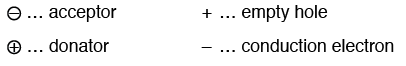 ⊖ ... acceptor + ... empty hole
⊕ ... donator − ... conduction electron